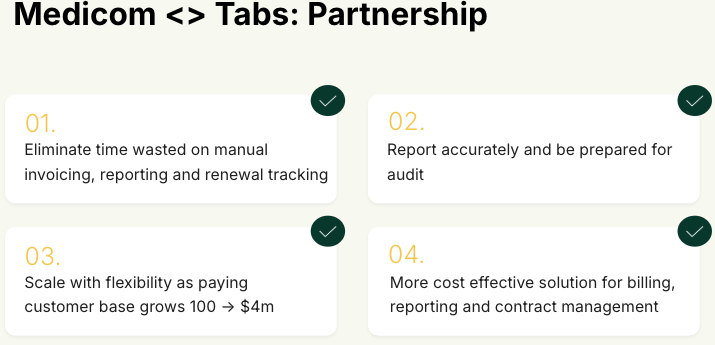 Medicom <> Tabs: Partnership
01.
Eliminate time wasted on manual
invoicing, reporting and renewal tracking
02.
Report accurately and be prepared for
audit
03.
Scale with flexibility as paying
customer base grows 100 → $4m
04.
More cost effective solution for billing,
reporting and contract management